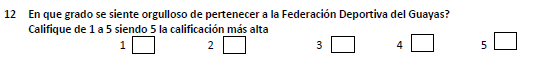 12 En que grado se siente orgulloso de pertenecer a la Federación Deportiva del Guayas?
Califique de 1 a 5 siendo 5 la calificación más alta
1 2 3 4 5